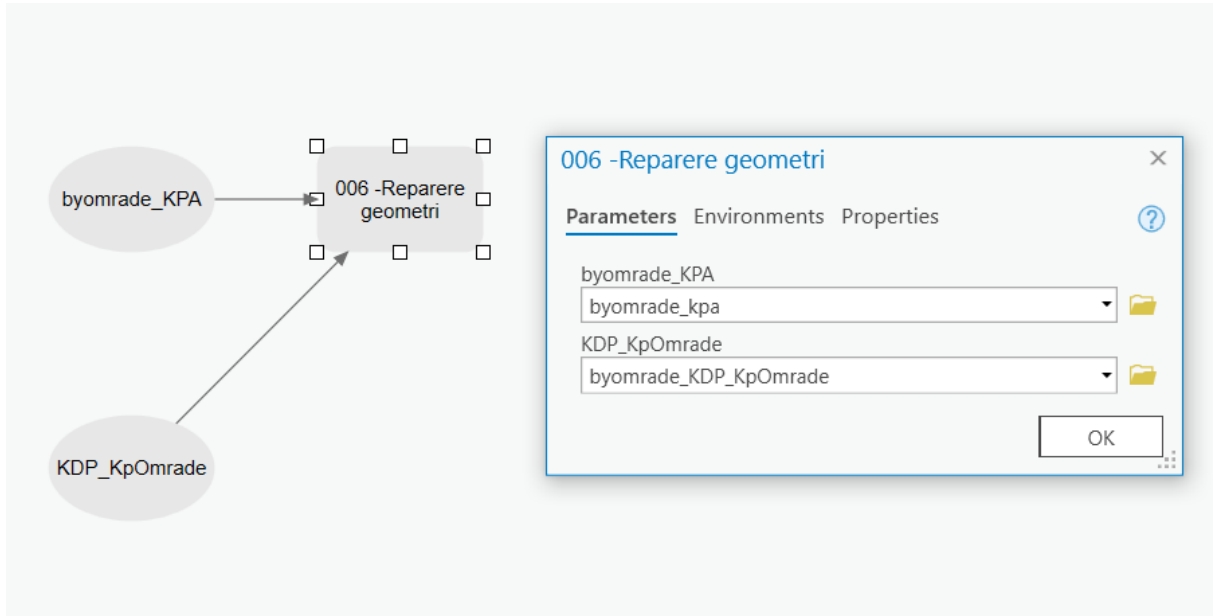 byomrade_KPA
006 -Reparere
geometri
KDP_KpOmrade
006 -Reparere geometri
Parameters Environments Properties
byomrade_KPA
byomrade_kpa
KDP_KpOmrade
byomrade_KDP_KpOmrade
OK